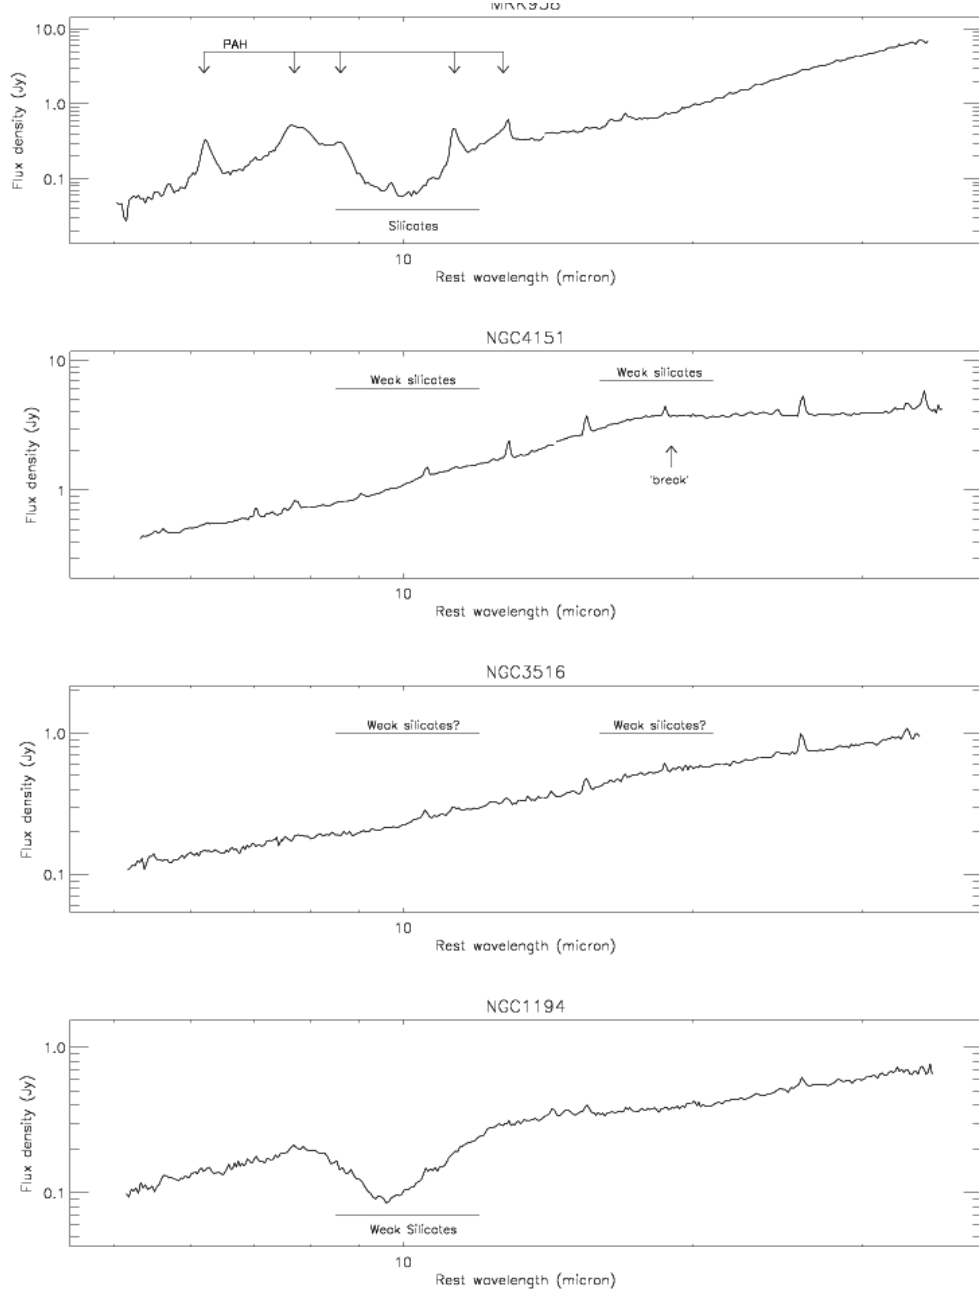 MRK938
PAH
10.0
1.0
0.1
Flux density (Jy)
Silicates
10
Rest wavelength (micron)
NGC4151
Weak silicates
Weak silicates
10
1
Flux density (Jy)
'break'
10
Rest wavelength (micron)
NGC3516
Weak silicates?
Weak silicates?
1.0
0.1
Flux density (Jy)
10
Rest wavelength (micron)
NGC1194
1.0
0.1
Flux density (Jy)
Weak Silicates
10
Rest wavelength (micron)